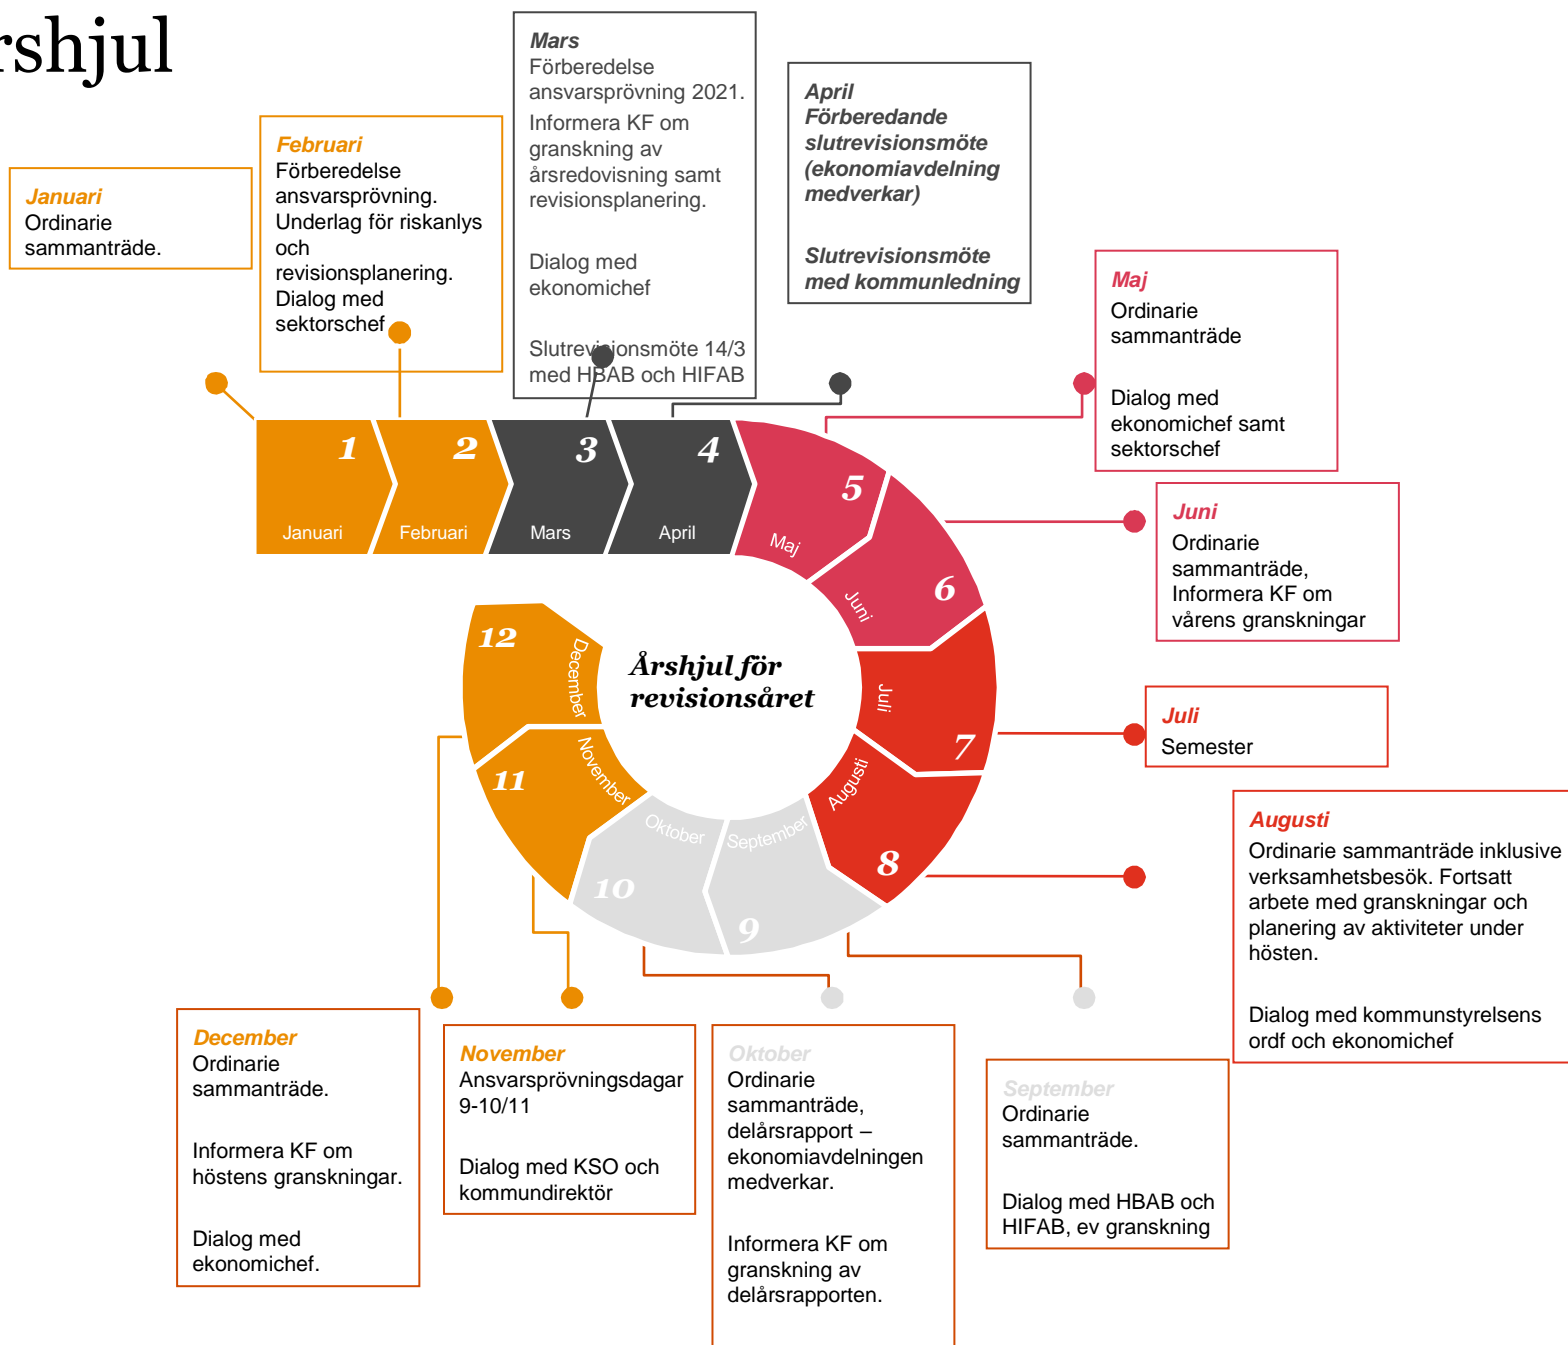 rshjul
Januari
Ordinarie
sammanträde.
Februari
Förberedelse
ansvarsprövning.
Underlag för riskanlys
och
revisionsplanering.
Dialog med
sektorschef
Mars
Förberedelse
ansvarsprövning 2021.
Informera KF om
granskning av
årsredovisning samt
revisionsplanering.
Dialog med
ekonomichef
Slutrevisionsmöte 14/3
med HBAB och HIFAB
April
Förberedande
slutrevisionsmöte
(ekonomiavdelning
medverkar)
Slutrevisionsmöte
med kommunledning
Maj
Ordinarie
sammanträde
Dialog med
ekonomichef samt
sektorschef
Juni
Ordinarie
sammanträde,
Informera KF om
vårens granskningar
Juli
Semester
Augusti
Ordinarie sammanträde inklusive
verksamhetsbesök. Fortsatt
arbete med granskningar och
planering av aktiviteter under
hösten.
Dialog med kommunstyrelsens
ordf och ekonomichef
1
Januari
2
Februari
3
Mars
4
April
5
Maj
6
Juni
7
Juli
8
Augusti
9
September
10
Oktober
11
November
12
December
Årshjul för
revisionsåret
December
Ordinarie
sammanträde.
Informera KF om
höstens granskningar.
Dialog med
ekonomichef.
November
Ansvarsprövningsdagar
9-10/11
Dialog med KSO och
kommundirektör
Oktober
Ordinarie
sammanträde,
delårsrapport –
ekonomiavdelningen
medverkar.
Informera KF om
granskning av
delårsrapporten.
September
Ordinarie
sammanträde.
Dialog med HBAB och
HIFAB, ev granskning